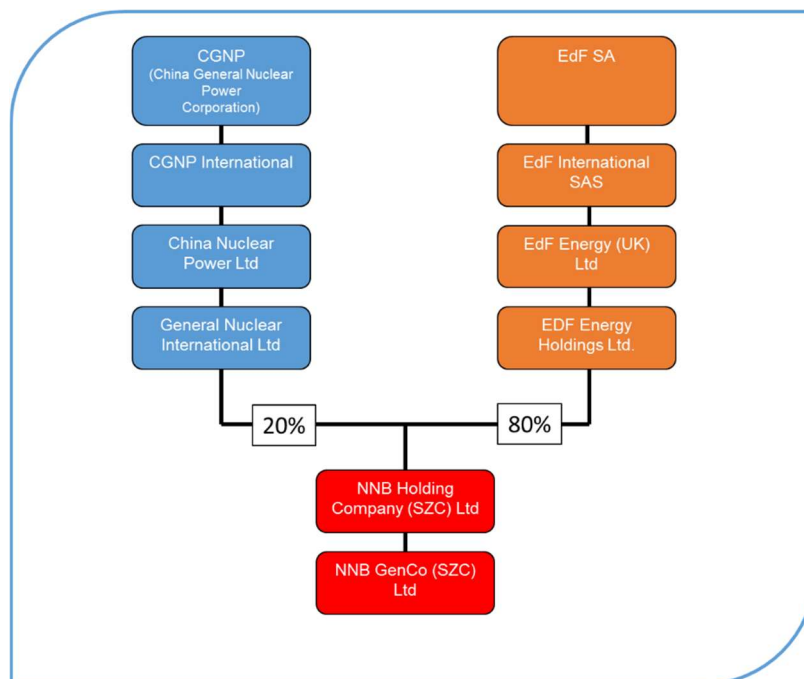 CGNP
(China General Nuclear
Power
Corporation)
EdF SA
CGNP International
EdF International
SAS
China Nuclear
Power Ltd
EdF Energy (UK)
Ltd
General Nuclear
International Ltd
EDF Energy
Holdings Ltd.
20%
80%
NNB Holding
Company (SZC) Ltd
NNB GenCo (SZC)
Ltd